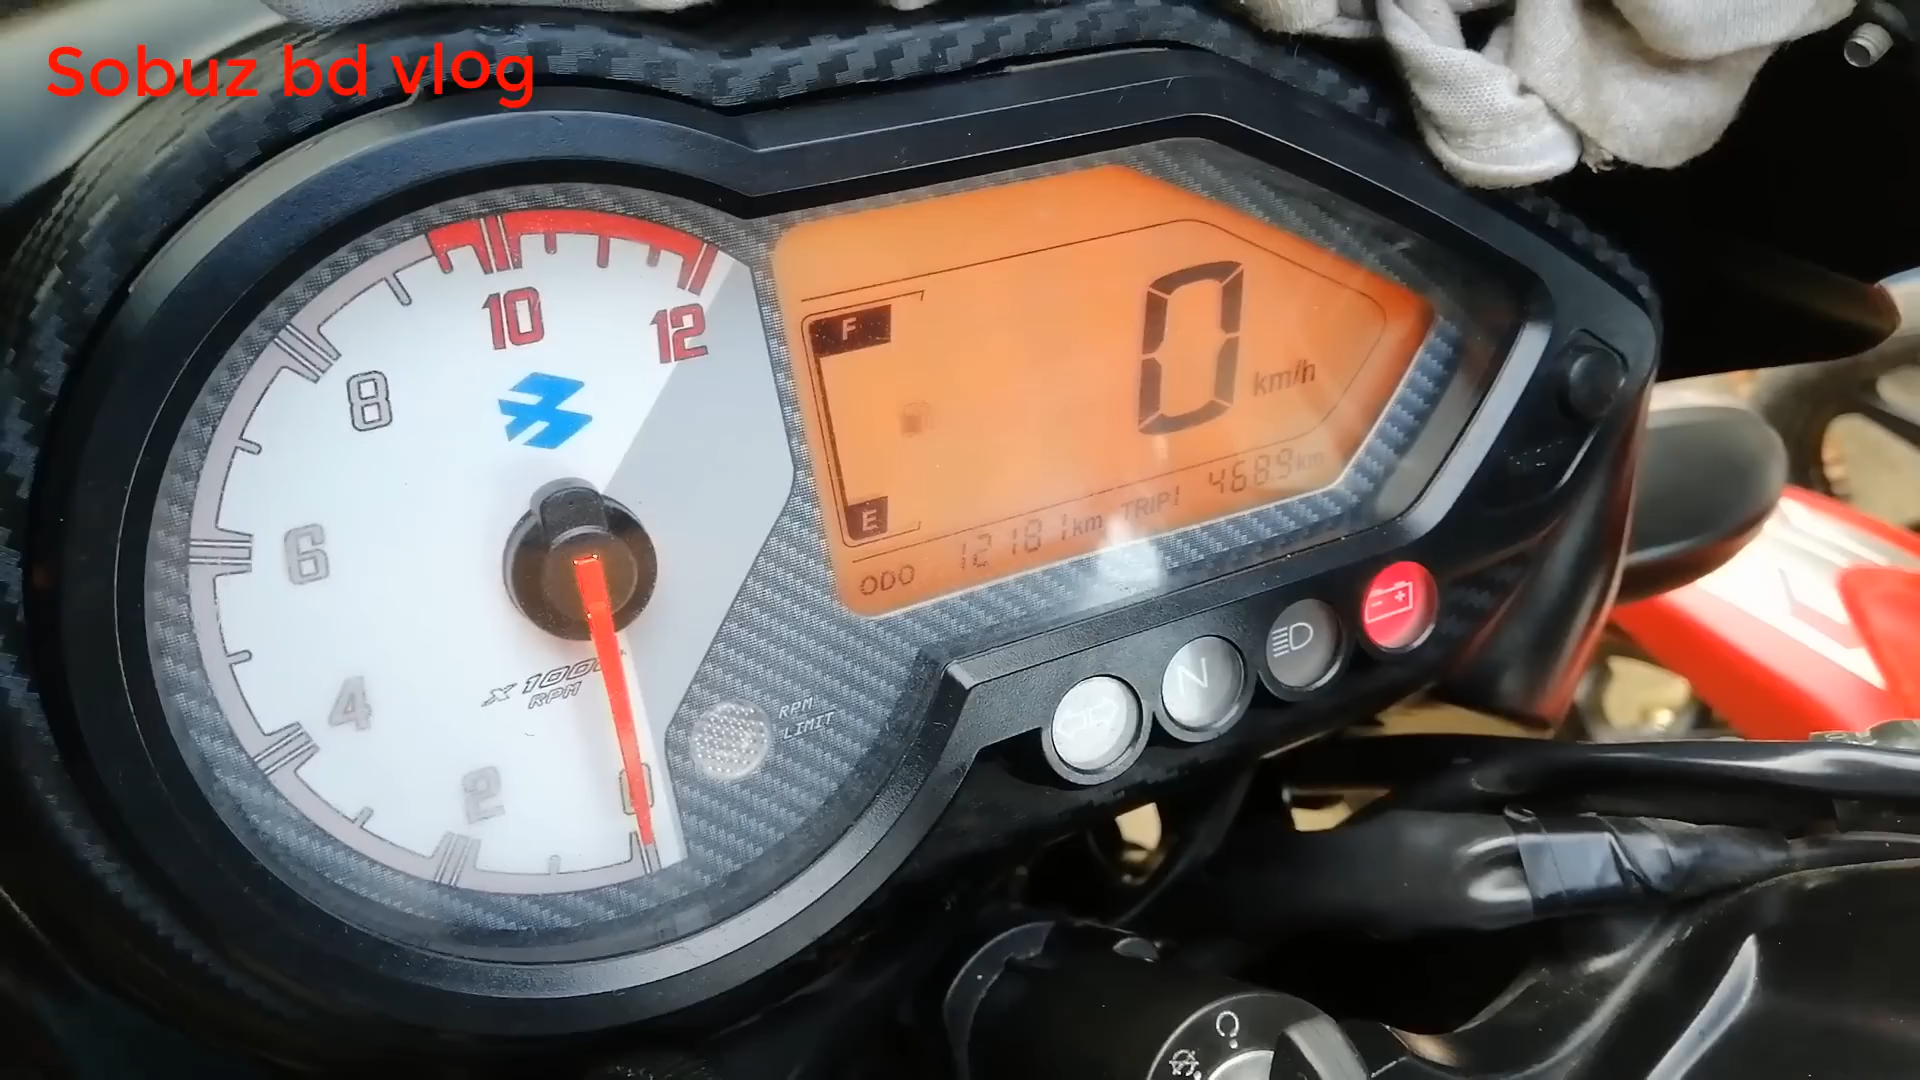 Sobuz bd vlog
10
12
8
6
4
2
0
X 1000
RPM
RPM
LIMIT
F
E
0 km/h
ODO 12181km TRIP1 4689km
N